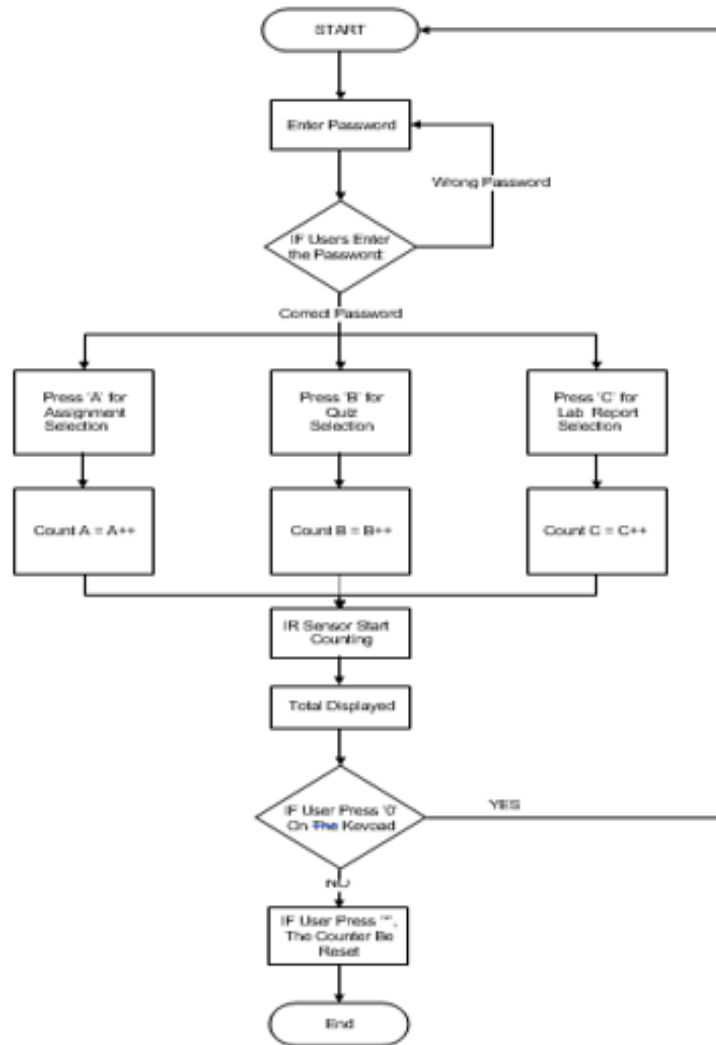 START
Enter Password
Wrong Password
IF Users Enter
the Password:
Correct Password
Press 'A' for
Assignment
Selection
Press 'B' for
Quiz
Selection
Press 'C' for
Lab Report
Selection
Count A = A++
Count B = B++
Count C = C++
IR Sensor Start
Counting
Total Displayed
IF User Press '0'
On The Keypad
YES
NO
IF User Press '*',
The Counter Be
Reset
End